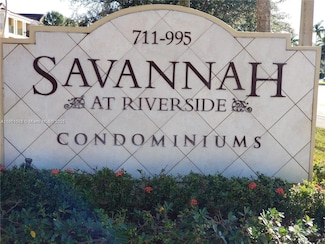 711-995
SAVANNAH
AT RIVERSIDE
CONDOMINIUMS